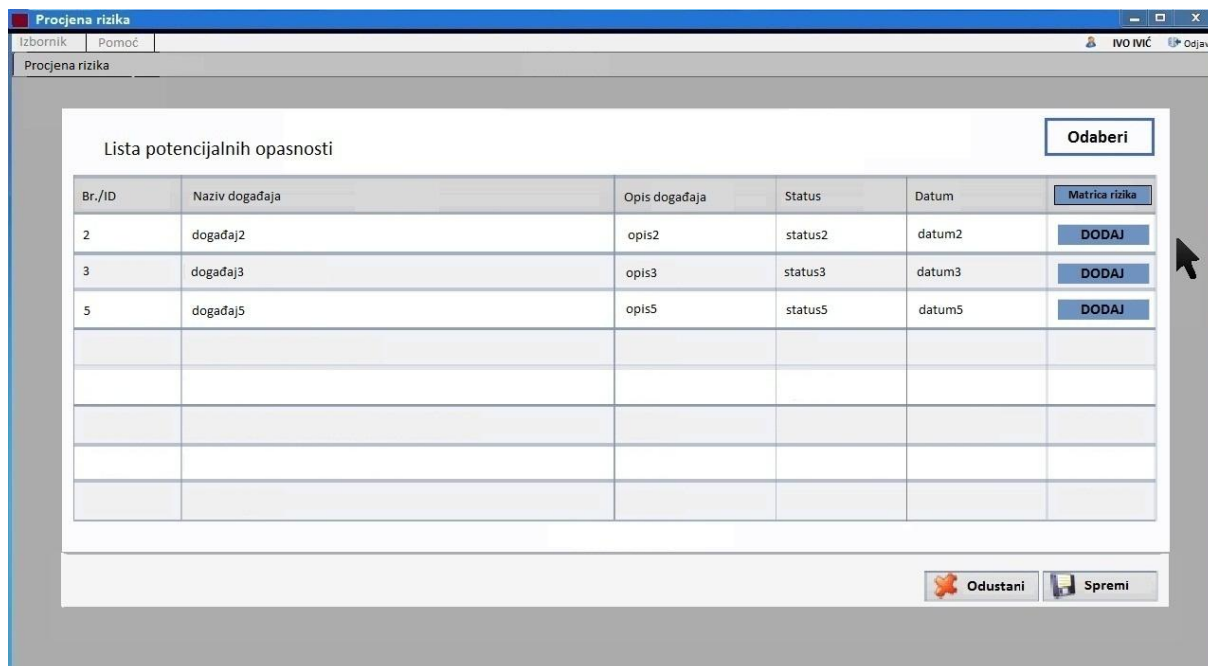 Procjena rizika
Izbornik Pomoć IVO IVIĆ Odjav
Procjena rizika
Odaberi
Lista potencijalnih opasnosti
Br./ID Naziv događaja Opis događaja Status Datum Matrica rizika
2 događaj2 opis2 status2 datum2 DODAJ
3 događaj3 opis3 status3 datum3 DODAJ
5 događaj5 opis5 status5 datum5 DODAJ
Odustani Spremi